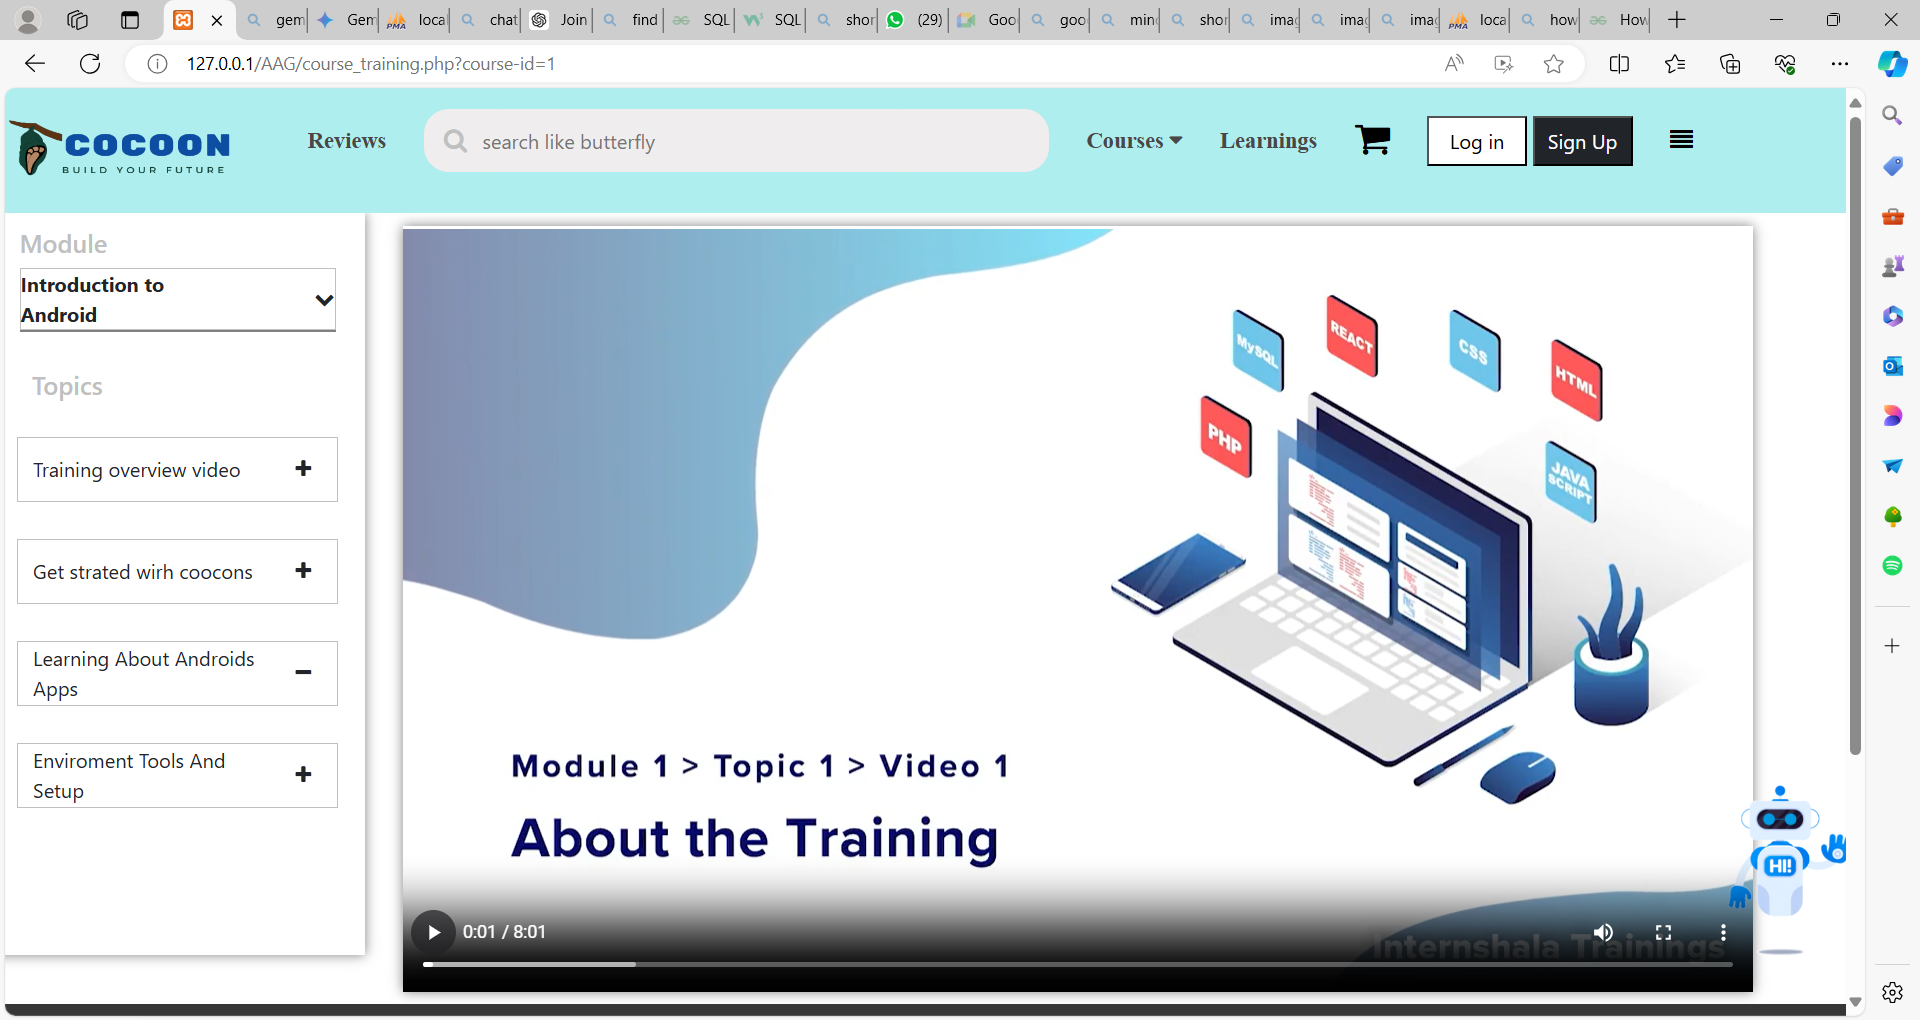 gem
Gem
local
chat
Join
find
SQL
SQL
shor
(29)
Goo
goo
min
shor
ima
ima
ima
loca
how
How
127.0.0.1/AAG/course_training.php?course-id=1
COCOON
BUILD YOUR FUTURE
Reviews
search like butterfly
Courses
Learnings
Log in
Sign Up
Module
Introduction to
Android
Topics
Training overview video
Get strated wirh coocons
Learning About Androids
Apps
Enviroment Tools And
Setup
MySQL
REACT
CSS
HTML
PHP
JAVA
SCRIPT
Module 1 > Topic 1 > Video 1
About the Training
HI!
0:01 / 8:01
Internshala Trainings